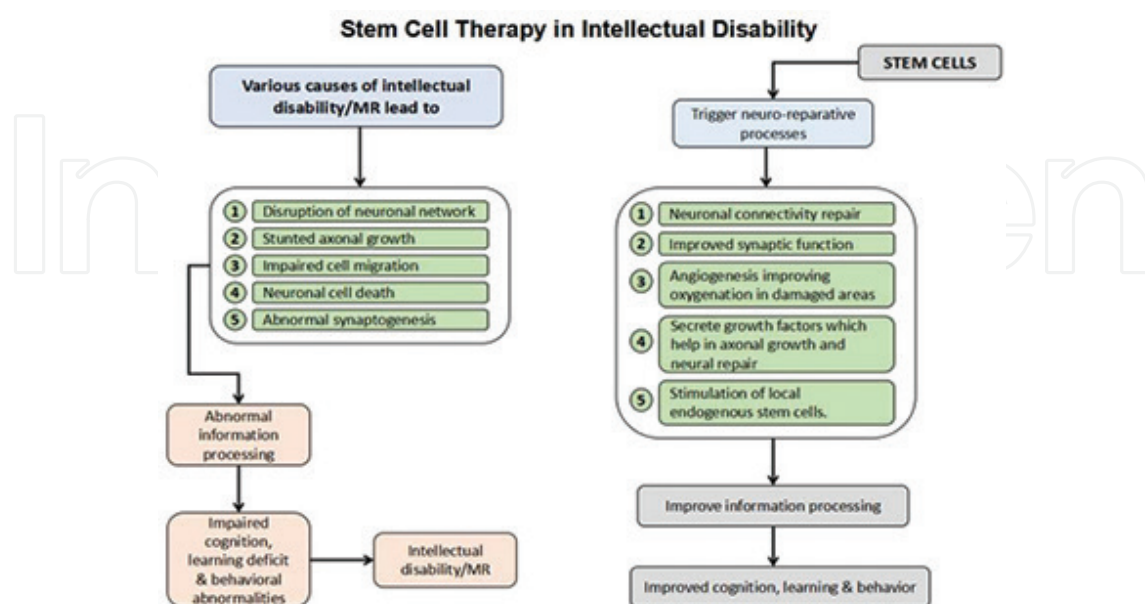 Stem Cell Therapy in Intellectual Disability
Various causes of intellectual
disability/MR lead to
1 Disruption of neuronal network
2 Stunted axonal growth
3 Impaired cell migration
4 Neuronal cell death
5 Abnormal synaptogenesis
Abnormal
information
processing
Impaired
cognition,
learning deficit
& behavioral
abnormalities
Intellectual
disability/MR
STEM CELLS
Trigger neuro-reparative
processes
1 Neuronal connectivity repair
2 Improved synaptic function
3 Angiogenesis improving
oxygenation in damaged areas
4 Secrete growth factors which
help in axonal growth and
neural repair
5 Stimulation of local
endogenous stem cells.
Improve information processing
Improved cognition, learning & behavior